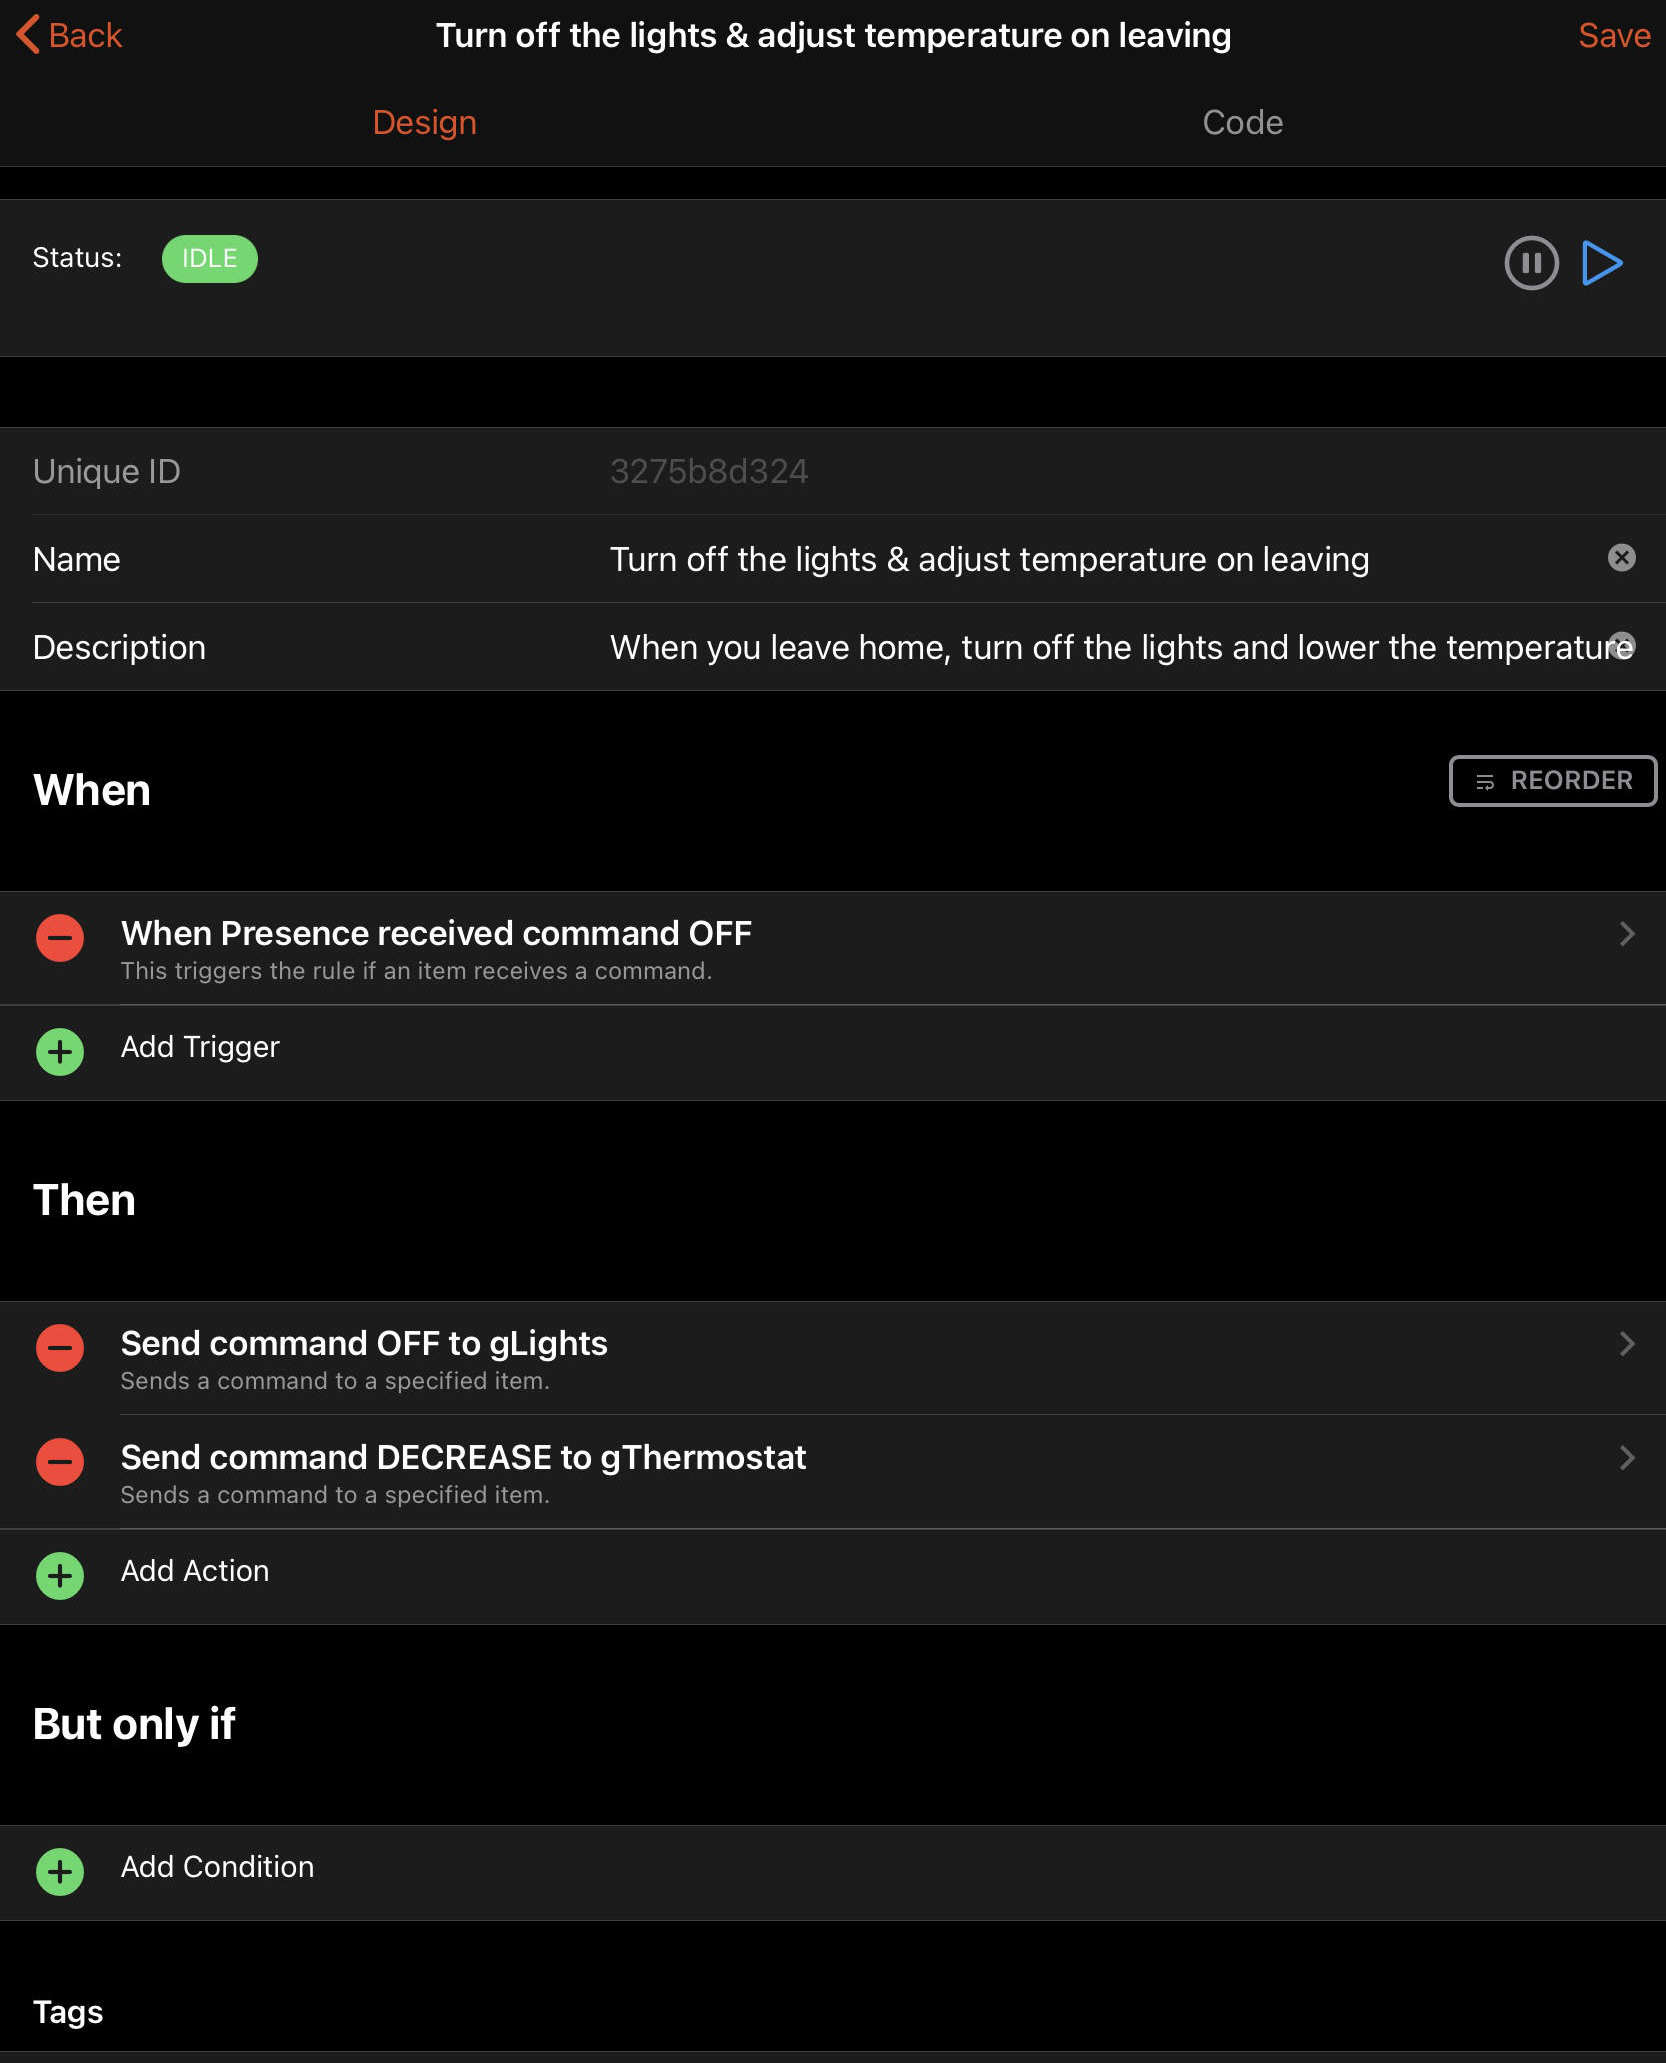 Back
Turn off the lights & adjust temperature on leaving
Save
Design
Code
Status:
IDLE
Unique ID
3275b8d324
Name
Turn off the lights & adjust temperature on leaving
Description
When you leave home, turn off the lights and lower the temperature
When
REORDER
When Presence received command OFF
This triggers the rule if an item receives a command.
Add Trigger
Then
Send command OFF to gLights
Sends a command to a specified item.
Send command DECREASE to gThermostat
Sends a command to a specified item.
Add Action
But only if
Add Condition
Tags